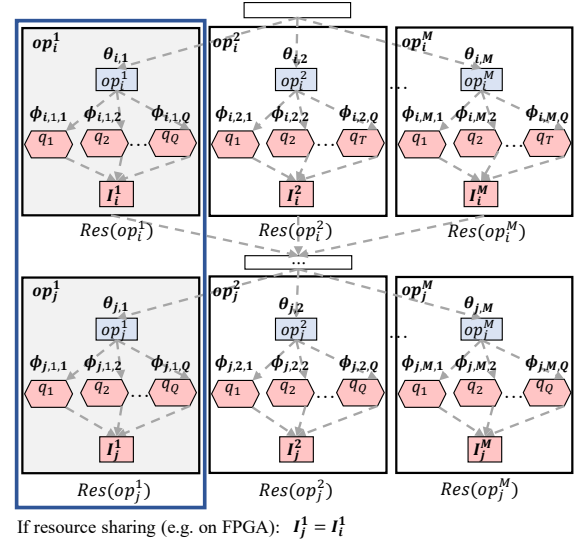 op_i^1 op_i^2 op_i^M
θ_{i,1} θ_{i,2} θ_{i,M}
op_i^1 op_i^2 ... op_i^M
ϕ_{i,1,1} ϕ_{i,1,2} ϕ_{i,1,Q} ϕ_{i,2,1} ϕ_{i,2,2} ϕ_{i,2,Q} ϕ_{i,M,1} ϕ_{i,M,2} ϕ_{i,M,Q}
q_1 q_2 ... q_Q q_1 q_2 ... q_T q_1 q_2 ... q_T
I_i^1 I_i^2 I_i^M
Res(op_i^1) Res(op_i^2) Res(op_i^M)
...
op_j^1 op_j^2 op_j^M
θ_{j,1} θ_{j,2} θ_{j,M}
op_j^1 op_j^2 ... op_j^M
ϕ_{j,1,1} ϕ_{j,1,2} ϕ_{j,1,Q} ϕ_{j,2,1} ϕ_{j,2,2} ϕ_{j,2,Q} ϕ_{j,M,1} ϕ_{j,M,2} ϕ_{j,M,Q}
q_1 q_2 ... q_Q q_1 q_2 ... q_Q q_1 q_2 ... q_Q
I_j^1 I_j^2 I_j^M
Res(op_j^1) Res(op_j^2) Res(op_j^M)
If resource sharing (e.g. on FPGA): I_j^1 = I_i^1